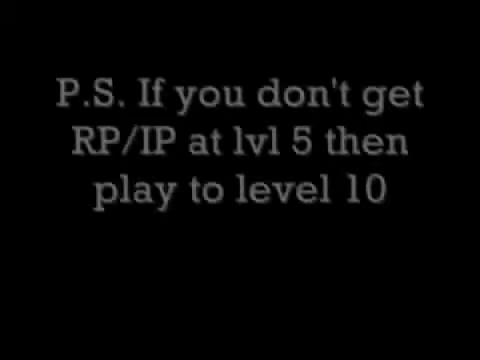 P.S. If you don't get
RP/IP at lvl 5 then
play to level 10